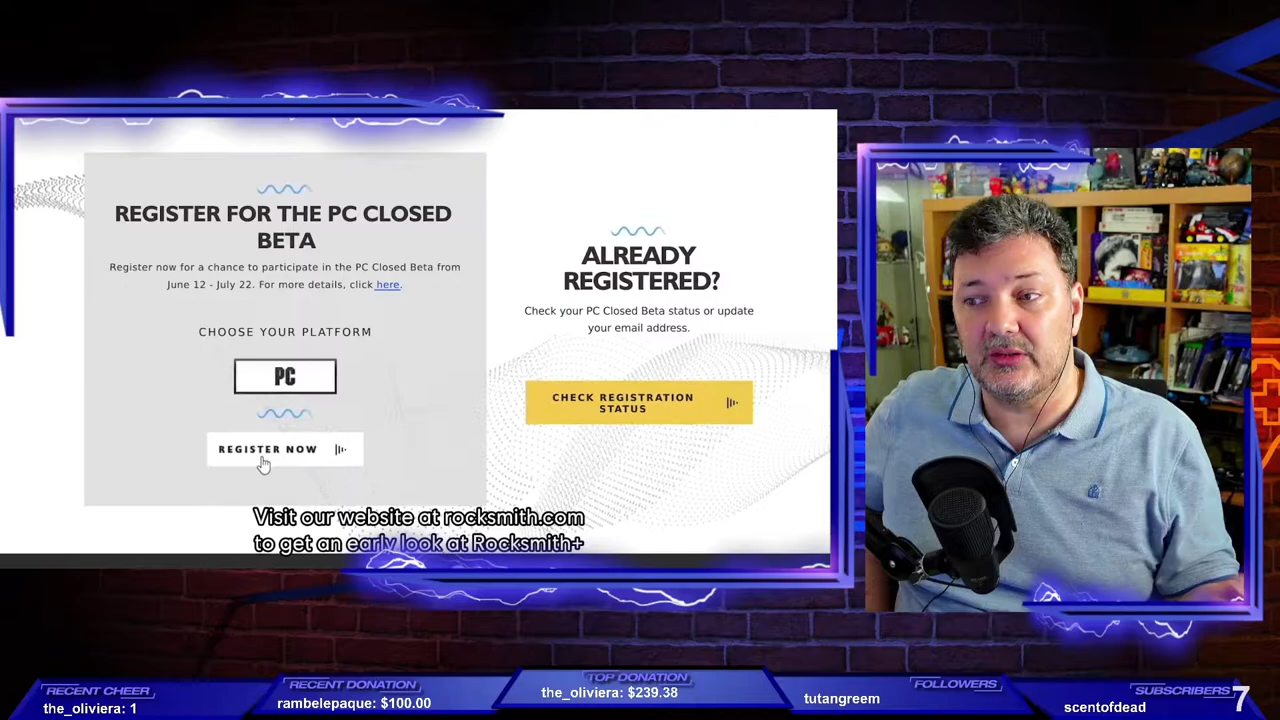 REGISTER FOR THE PC CLOSED
BETA
Register now for a chance to participate in the PC Closed Beta from
June 12 - July 22. For more details, click here.
CHOOSE YOUR PLATFORM
PC
REGISTER NOW
ALREADY
REGISTERED?
Check your PC Closed Beta status or update
your email address.
CHECK REGISTRATION
STATUS
Visit our website at rocksmith.com
to get an early look at Rocksmith+
RECENT CHEER
the_oliviera: 1
RECENT DONATION
rambelepaque: $100.00
TOP DONATION
the_oliviera: $239.38
FOLLOWERS
tutangreem
SUBSCRIBERS 7
scentofdead